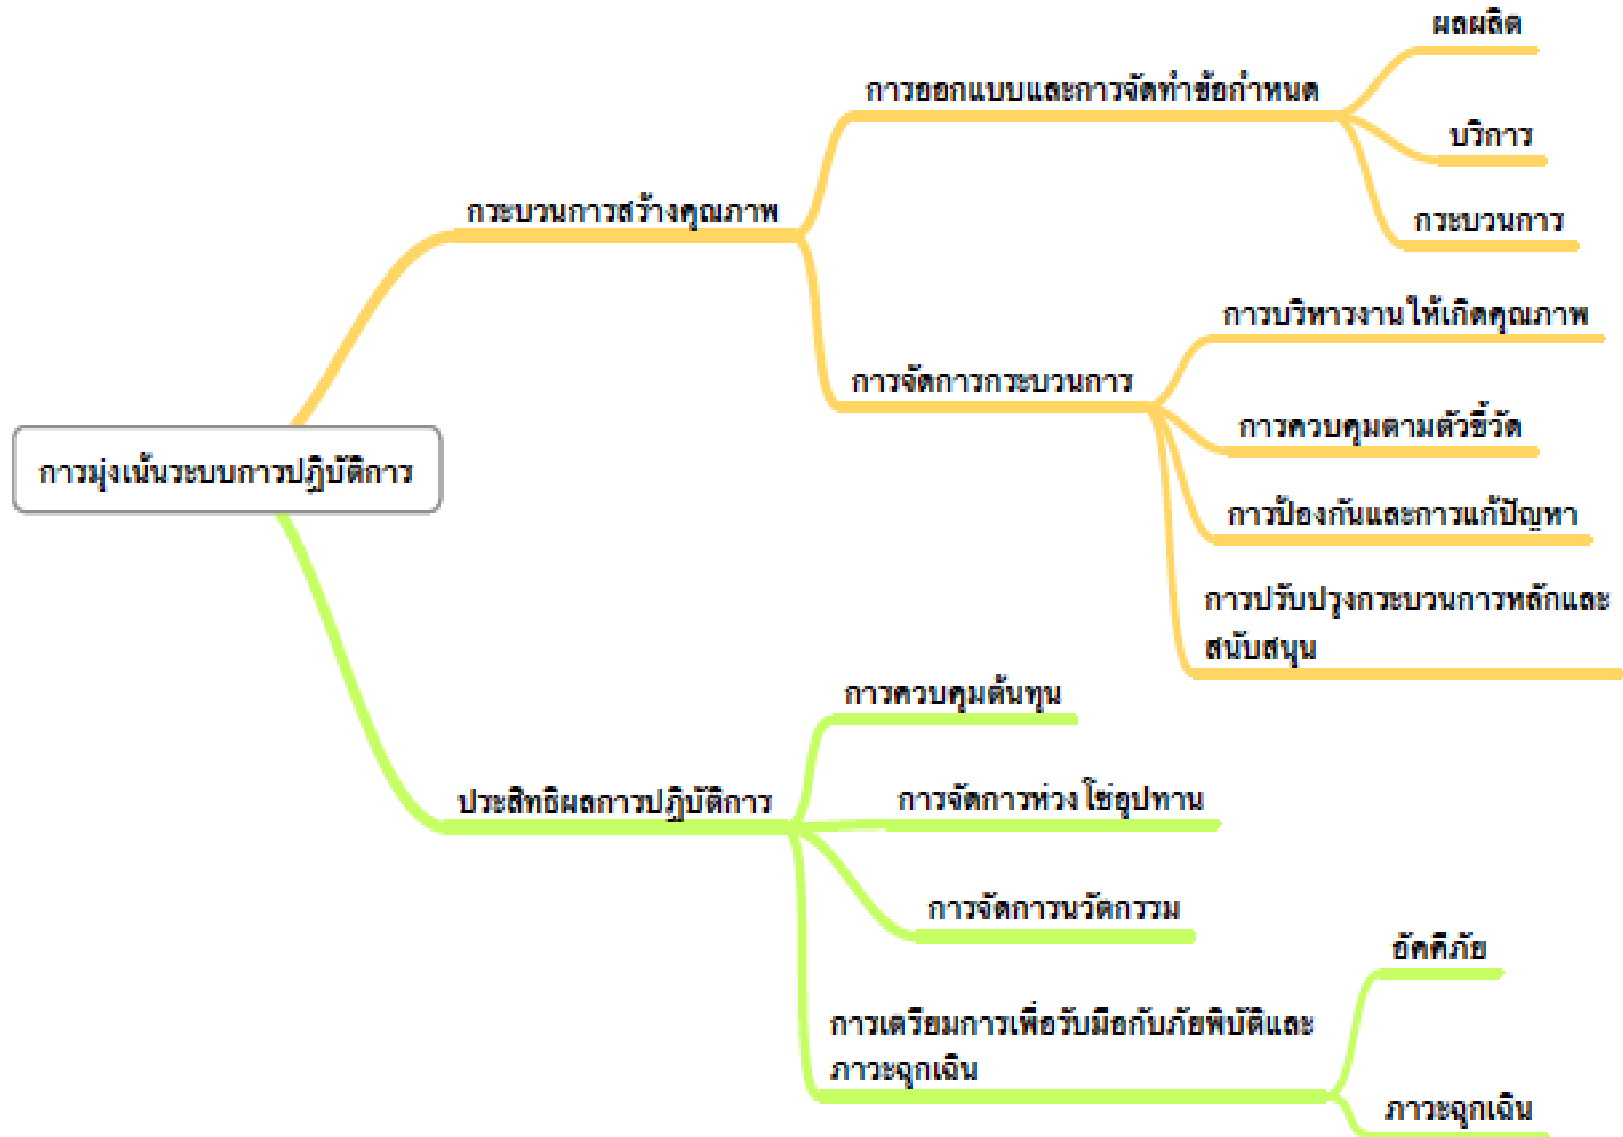 ผลผลิต
การออกแบบและการจัดทำข้อกำหนด
บริการ
กระบวนการสร้างคุณภาพ
กระบวนการ
การบริหารงานให้เกิดคุณภาพ
การจัดการกระบวนการ
การควบคุมตามตัวชี้วัด
การมุ่งเน้นระบบการปฏิบัติการ
การป้องกันและการแก้ปัญหา
การปรับปรุงกระบวนการหลักและ
สนับสนุน
การควบคุมต้นทุน
ประสิทธิผลการปฏิบัติการ
การจัดการห่วงโซ่อุปทาน
การจัดการนวัตกรรม
อัคคีภัย
การเตรียมการเพื่อรับมือกับภัยพิบัติและ
ภาวะฉุกเฉิน
ภาวะฉุกเฉิน